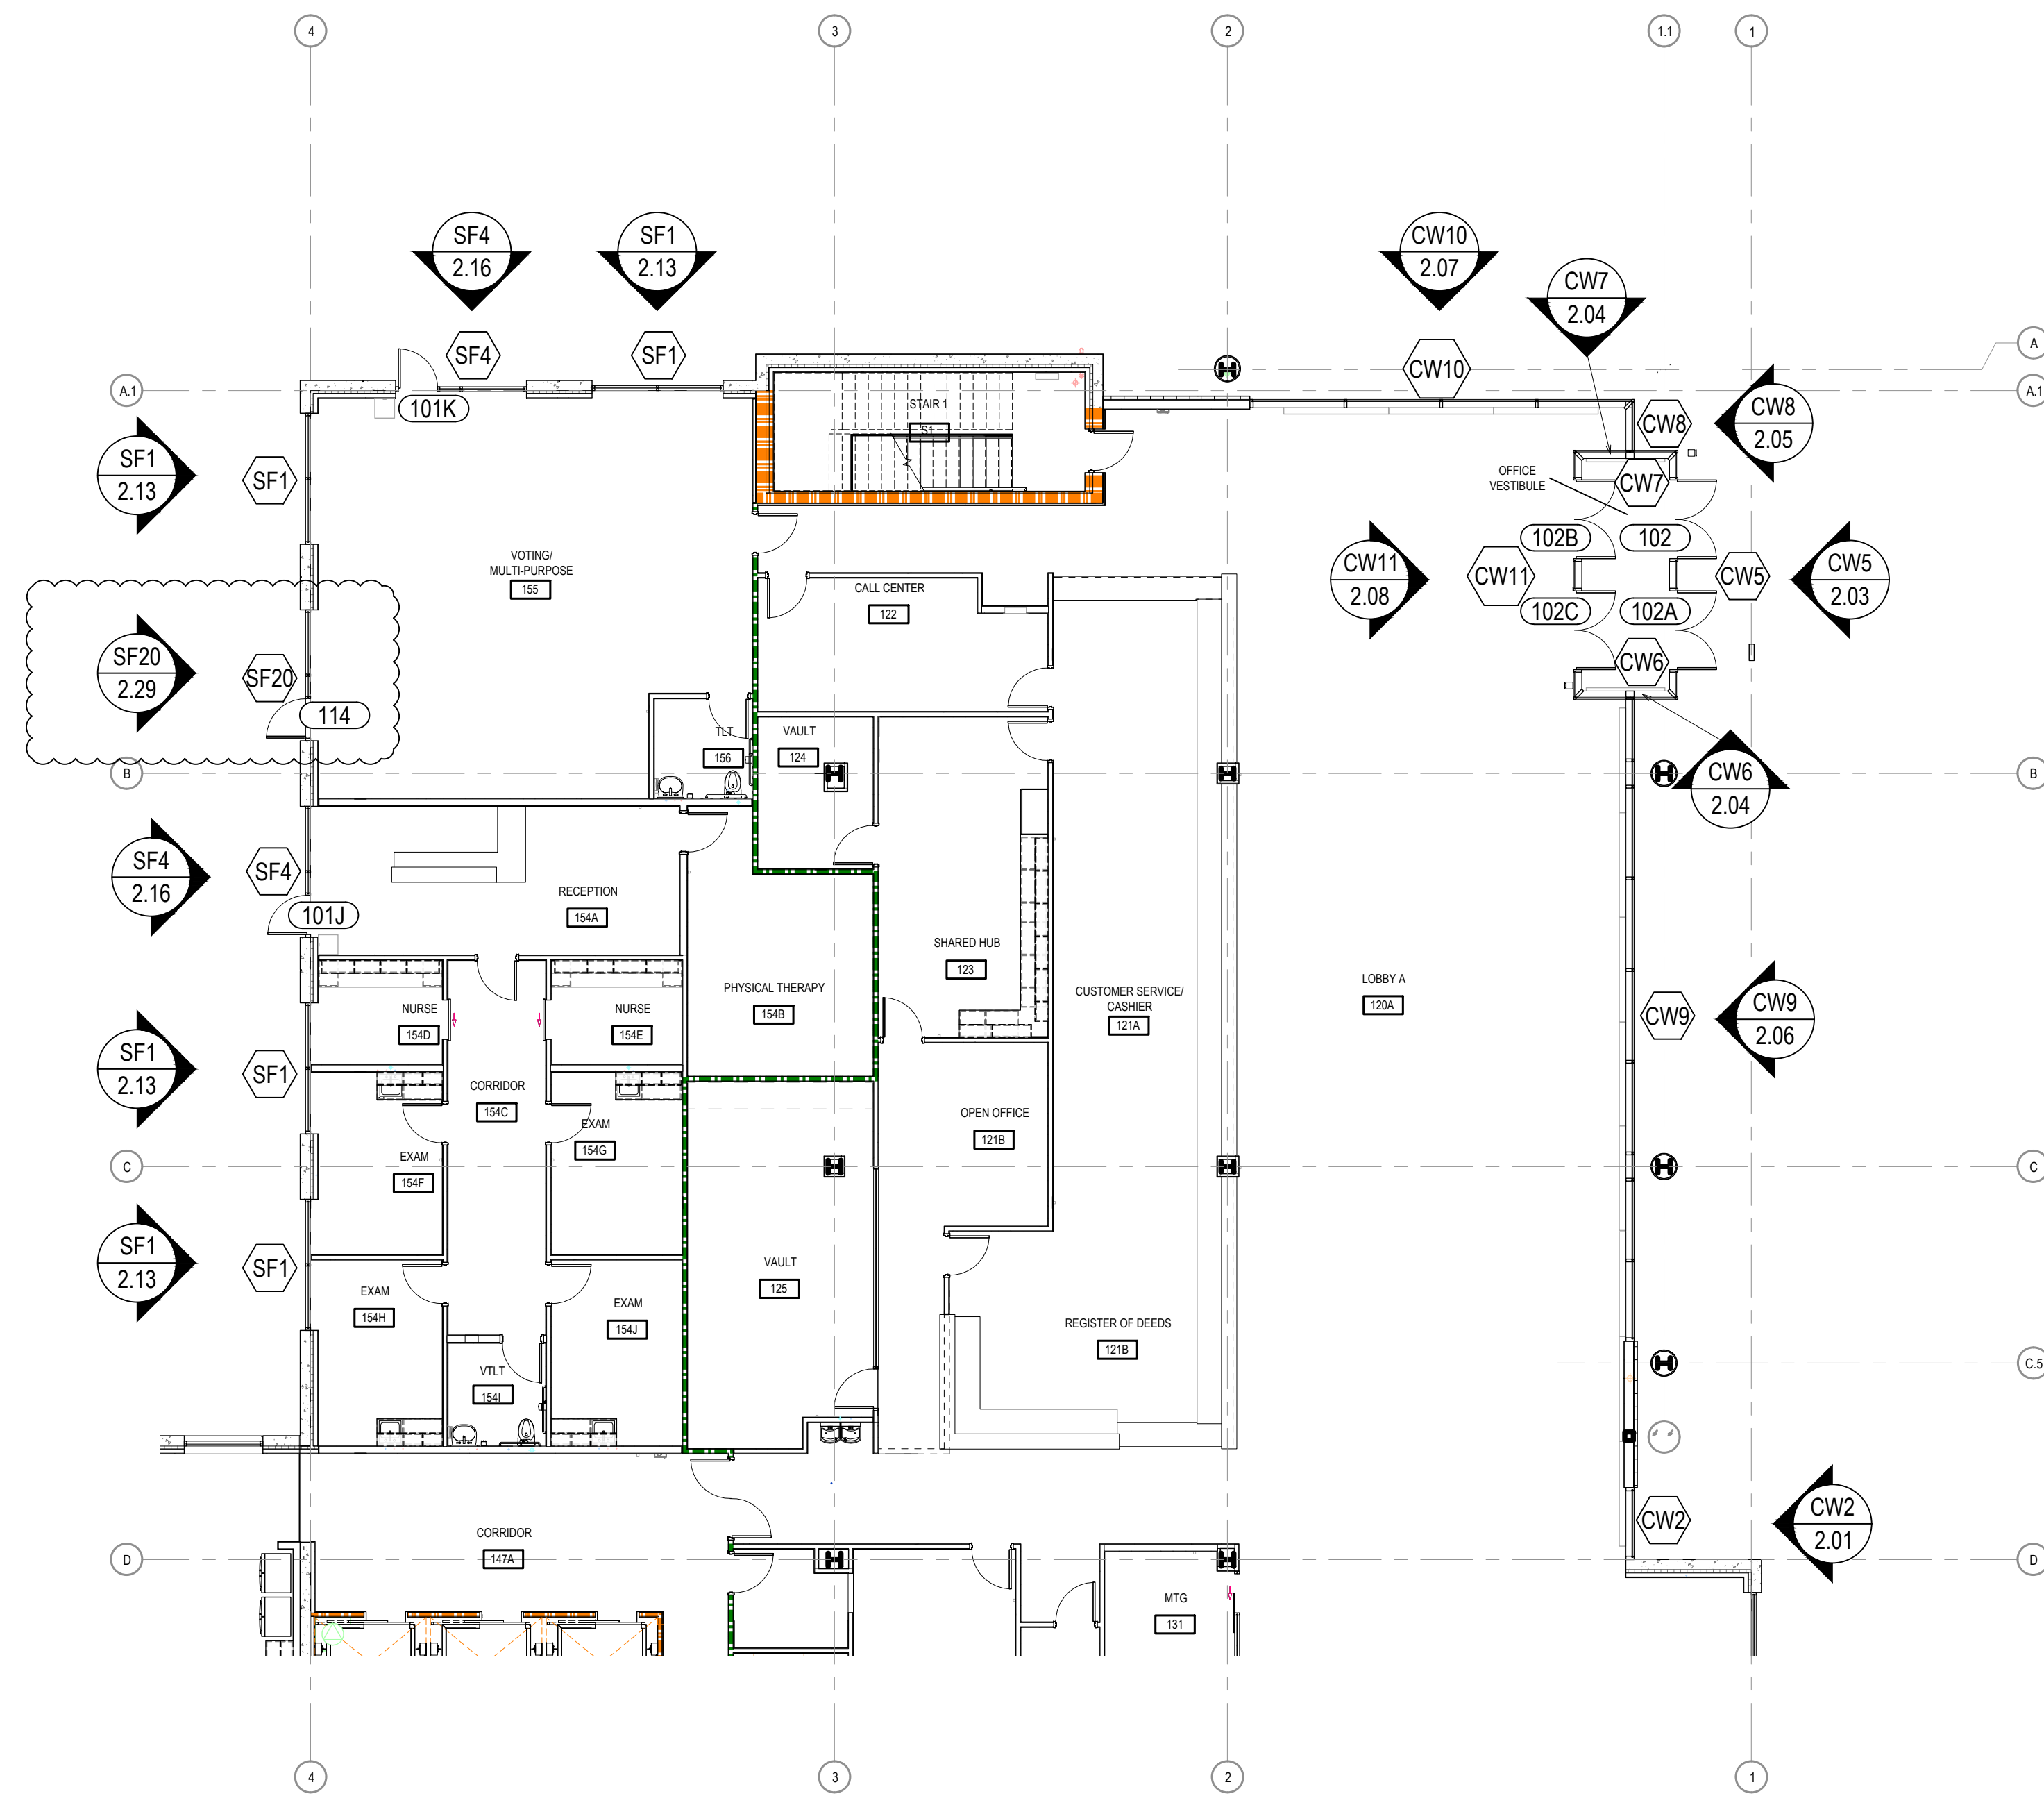 4
3
2
1.1
1
SF4
2.16
SF1
2.13
CW10
2.07
CW7
2.04
A
SF4
SF1
CW10
A.1
101K
A.1
STAIR 1
S1
CW8
CW8
2.05
SF1
2.13
SF1
OFFICE
VESTIBULE
CW7
102B
102
VOTING/
MULTI-PURPOSE
155
CALL CENTER
122
CW11
2.08
CW11
CW5
CW5
2.03
102C
102A
SF20
2.29
SF20
CW6
114
TLT
156
VAULT
124
B
B
CW6
2.04
SF4
2.16
SF4
RECEPTION
154A
101J
SHARED HUB
123
PHYSICAL THERAPY
154B
CUSTOMER SERVICE/
CASHIER
121A
LOBBY A
120A
CW9
CW9
2.06
NURSE
154D
NURSE
154E
SF1
2.13
SF1
CORRIDOR
154C
OPEN OFFICE
121B
EXAM
154G
EXAM
154F
C
C
SF1
2.13
SF1
VAULT
125
EXAM
154H
EXAM
154J
REGISTER OF DEEDS
121B
C.5
VTLT
154I
CW2
CW2
2.01
CORRIDOR
147A
D
D
MTG
131
4
3
2
1